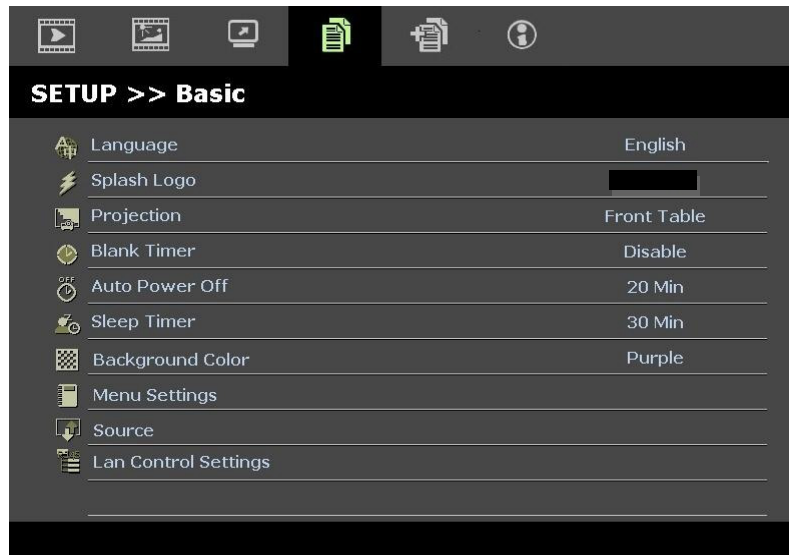 SETUP >> Basic
Language English
Splash Logo
Projection Front Table
Blank Timer Disable
OFF
Auto Power Off 20 Min
Sleep Timer 30 Min
Background Color Purple
Menu Settings
Source
Lan Control Settings